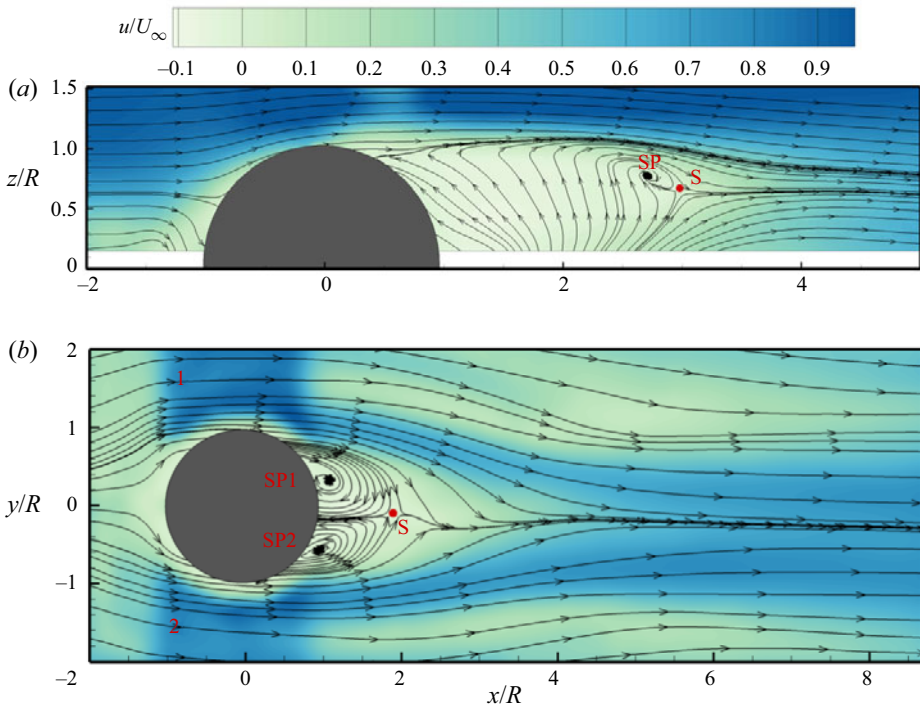 u/U∞
–0.1 0 0.1 0.2 0.3 0.4 0.5 0.6 0.7 0.8 0.9
(a)
1.5
1.0
z/R
0.5
0
SP
S
–2 0 2 4
(b)
2
1
1
SP1
y/R
0
S
SP2
–1
2
–2
–2 0 2 4 6 8
x/R